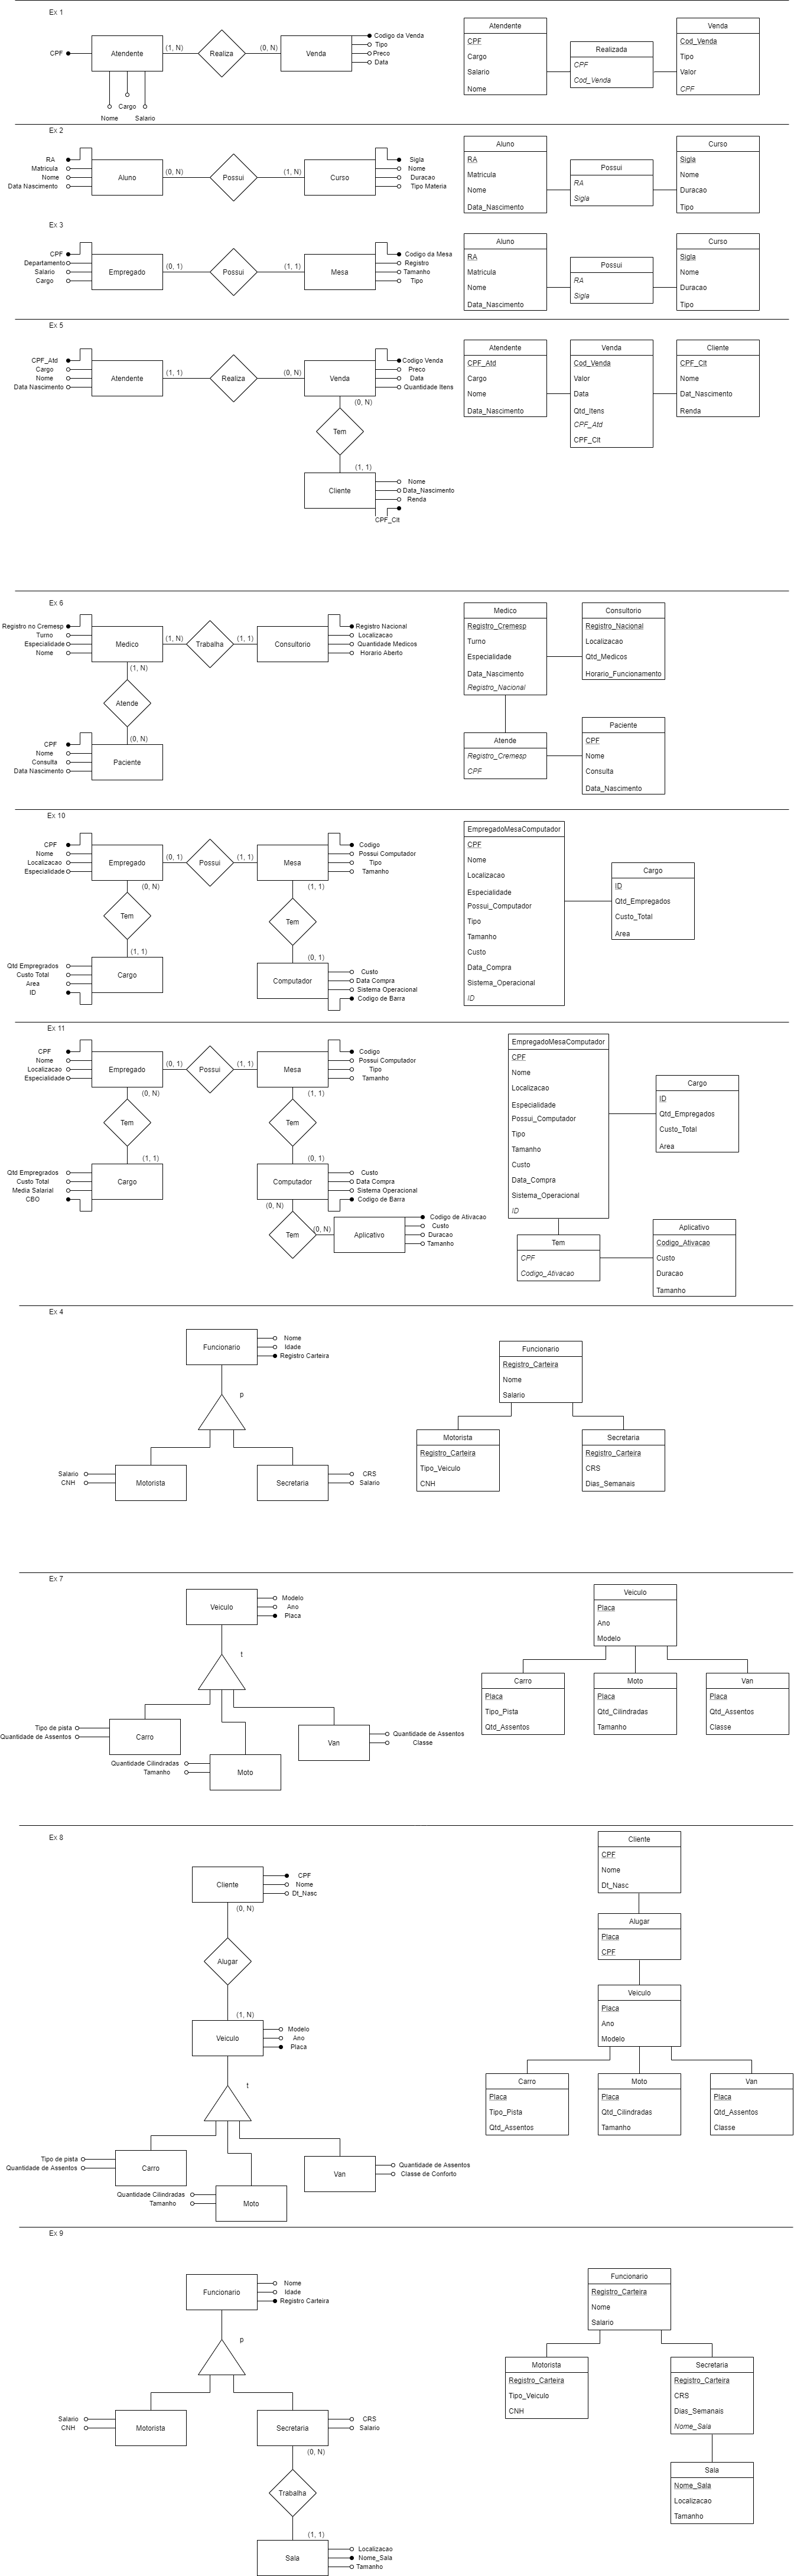 Ex 1
CPF
Atendente
(1, N)
Realiza
(0, N)
Venda
Codigo da Venda
Tipo
Preco
Data
Nome
Cargo
Salario
Atendente
CPF
Cargo
Salario
Nome
Realizada
CPF
Cod_Venda
Venda
Cod_Venda
Tipo
Valor
CPF
Ex 2
RA
Matricula
Nome
Data Nascimento
Aluno
(0, N)
Possui
(1, N)
Curso
Sigla
Nome
Duracao
Tipo Materia
Aluno
RA
Matricula
Nome
Data_Nascimento
Possui
RA
Sigla
Curso
Sigla
Nome
Duracao
Tipo
Ex 3
CPF
Departamento
Salario
Cargo
Empregado
(0, 1)
Possui
(1, 1)
Mesa
Codigo da Mesa
Registro
Tamanho
Tipo
Aluno
RA
Matricula
Nome
Data_Nascimento
Possui
RA
Sigla
Curso
Sigla
Nome
Duracao
Tipo
Ex 5
CPF_Atd
Cargo
Nome
Data Nascimento
Atendente
(1, 1)
Realiza
(0, N)
Venda
Codigo Venda
Preco
Data
Quantidade Itens
(0, N)
Tem
(1, 1)
Cliente
Nome
Data_Nascimento
Renda
CPF_Clt
Atendente
CPF_Atd
Cargo
Nome
Data_Nascimento
Venda
Cod_Venda
Valor
Data
Qtd_Itens
CPF_Atd
CPF_Clt
Cliente
CPF_Clt
Nome
Dat_Nascimento
Renda
Ex 6
Registro no Cremesp
Turno
Especialidade
Nome
Medico
(1, N)
Trabalha
(1, 1)
Consultorio
Registro Nacional
Localizacao
Quantidade Medicos
Horario Aberto
(1, N)
Atende
(0, N)
CPF
Nome
Consulta
Data Nascimento
Paciente
Medico
Registro_Cremesp
Turno
Especialidade
Data_Nascimento
Registro_Nacional
Consultorio
Registro_Nacional
Localizacao
Qtd_Medicos
Horario_Funcionamento
Atende
Registro_Cremesp
CPF
Paciente
CPF
Nome
Consulta
Data_Nascimento
Ex 10
CPF
Nome
Localizacao
Especialidade
Empregado
(0, 1)
Possui
(1, 1)
Mesa
Codigo
Possui Computador
Tipo
Tamanho
(0, N)
Tem
(1, 1)
Qtd Empregrados
Custo Total
Area
ID
Cargo
(1, 1)
Tem
(0, 1)
Computador
Custo
Data Compra
Sistema Operacional
Codigo de Barra
EmpregadoMesaComputador
CPF
Nome
Localizacao
Especialidade
Possui_Computador
Tipo
Tamanho
Custo
Data_Compra
Sistema_Operacional
ID
Cargo
ID
Qtd_Empregados
Custo_Total
Area
Ex 11
CPF
Nome
Localizacao
Especialidade
Empregado
(0, 1)
Possui
(1, 1)
Mesa
Codigo
Possui Computador
Tipo
Tamanho
(0, N)
Tem
(1, 1)
Qtd Empregrados
Custo Total
Media Salarial
CBO
Cargo
(1, 1)
Tem
(0, 1)
Computador
Custo
Data Compra
Sistema Operacional
Codigo de Barra
(0, N)
Tem
(0, N)
Aplicativo
Codigo de Ativacao
Custo
Duracao
Tamanho
EmpregadoMesaComputador
CPF
Nome
Localizacao
Especialidade
Possui_Computador
Tipo
Tamanho
Custo
Data_Compra
Sistema_Operacional
ID
Cargo
ID
Qtd_Empregados
Custo_Total
Area
Tem
CPF
Codigo_Ativacao
Aplicativo
Codigo_Ativacao
Custo
Duracao
Tamanho
Ex 4
Funcionario
Nome
Idade
Registro Carteira
p
Salario
CNH
Motorista
Secretaria
CRS
Salario
Funcionario
Registro_Carteira
Nome
Salario
Motorista
Registro_Carteira
Tipo_Veiculo
CNH
Secretaria
Registro_Carteira
CRS
Dias_Semanais
Ex 7
Veiculo
Modelo
Ano
Placa
t
Tipo de pista
Quantidade de Assentos
Carro
Quantidade Cilindradas
Tamanho
Moto
Van
Quantidade de Assentos
Classe
Veiculo
Placa
Ano
Modelo
Carro
Placa
Tipo_Pista
Qtd_Assentos
Moto
Placa
Qtd_Cilindradas
Tamanho
Van
Placa
Qtd_Assentos
Classe
Ex 8
Cliente
CPF
Nome
Dt_Nasc
(0, N)
Alugar
(1, N)
Veiculo
Modelo
Ano
Placa
t
Tipo de pista
Quantidade de Assentos
Carro
Quantidade Cilindradas
Tamanho
Moto
Van
Quantidade de Assentos
Classe de Conforto
Cliente
CPF
Nome
Dt_Nasc
Alugar
Placa
CPF
Veiculo
Placa
Ano
Modelo
Carro
Placa
Tipo_Pista
Qtd_Assentos
Moto
Placa
Qtd_Cilindradas
Tamanho
Van
Placa
Qtd_Assentos
Classe
Ex 9
Funcionario
Nome
Idade
Registro Carteira
p
Salario
CNH
Motorista
Secretaria
CRS
Salario
(0, N)
Trabalha
(1, 1)
Sala
Localizacao
Nome_Sala
Tamanho
Funcionario
Registro_Carteira
Nome
Salario
Motorista
Registro_Carteira
Tipo_Veiculo
CNH
Secretaria
Registro_Carteira
CRS
Dias_Semanais
Nome_Sala
Sala
Nome_Sala
Localizacao
Tamanho